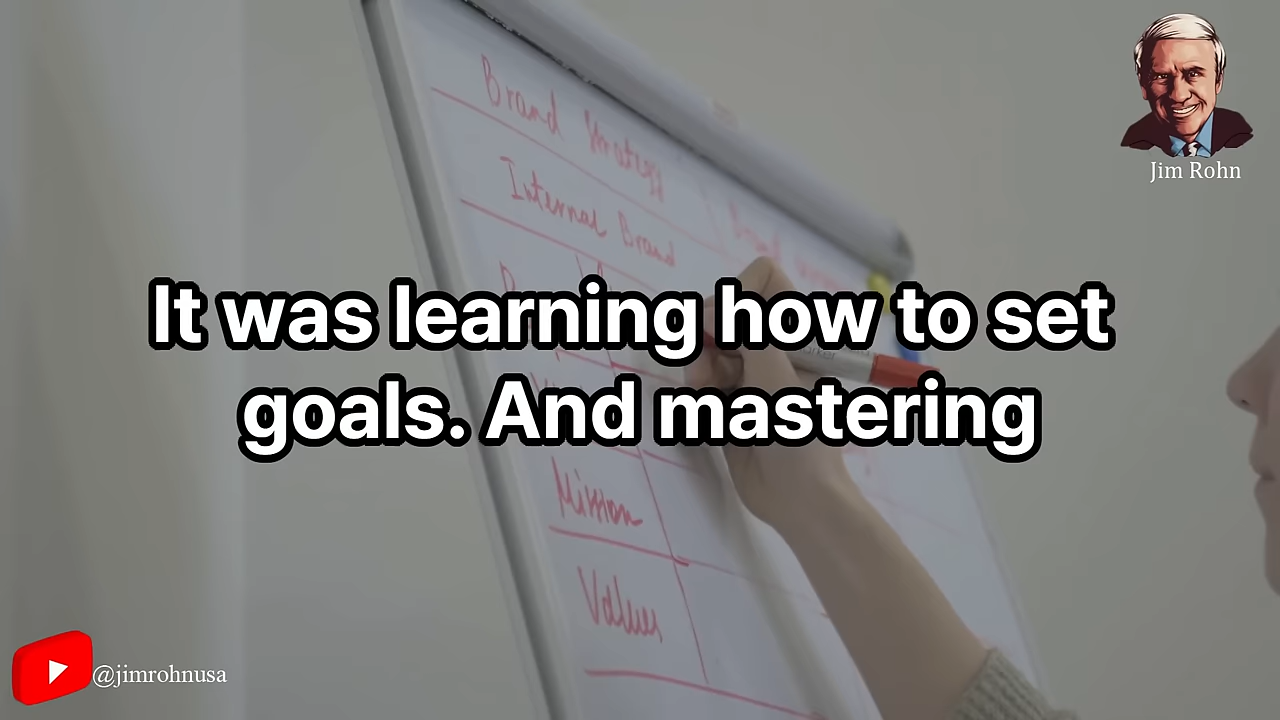 Brand Strategy
Internal Brand
Jim Rohn
It was learning how to set
goals. And mastering
Mission
Values
@jimrohnusa